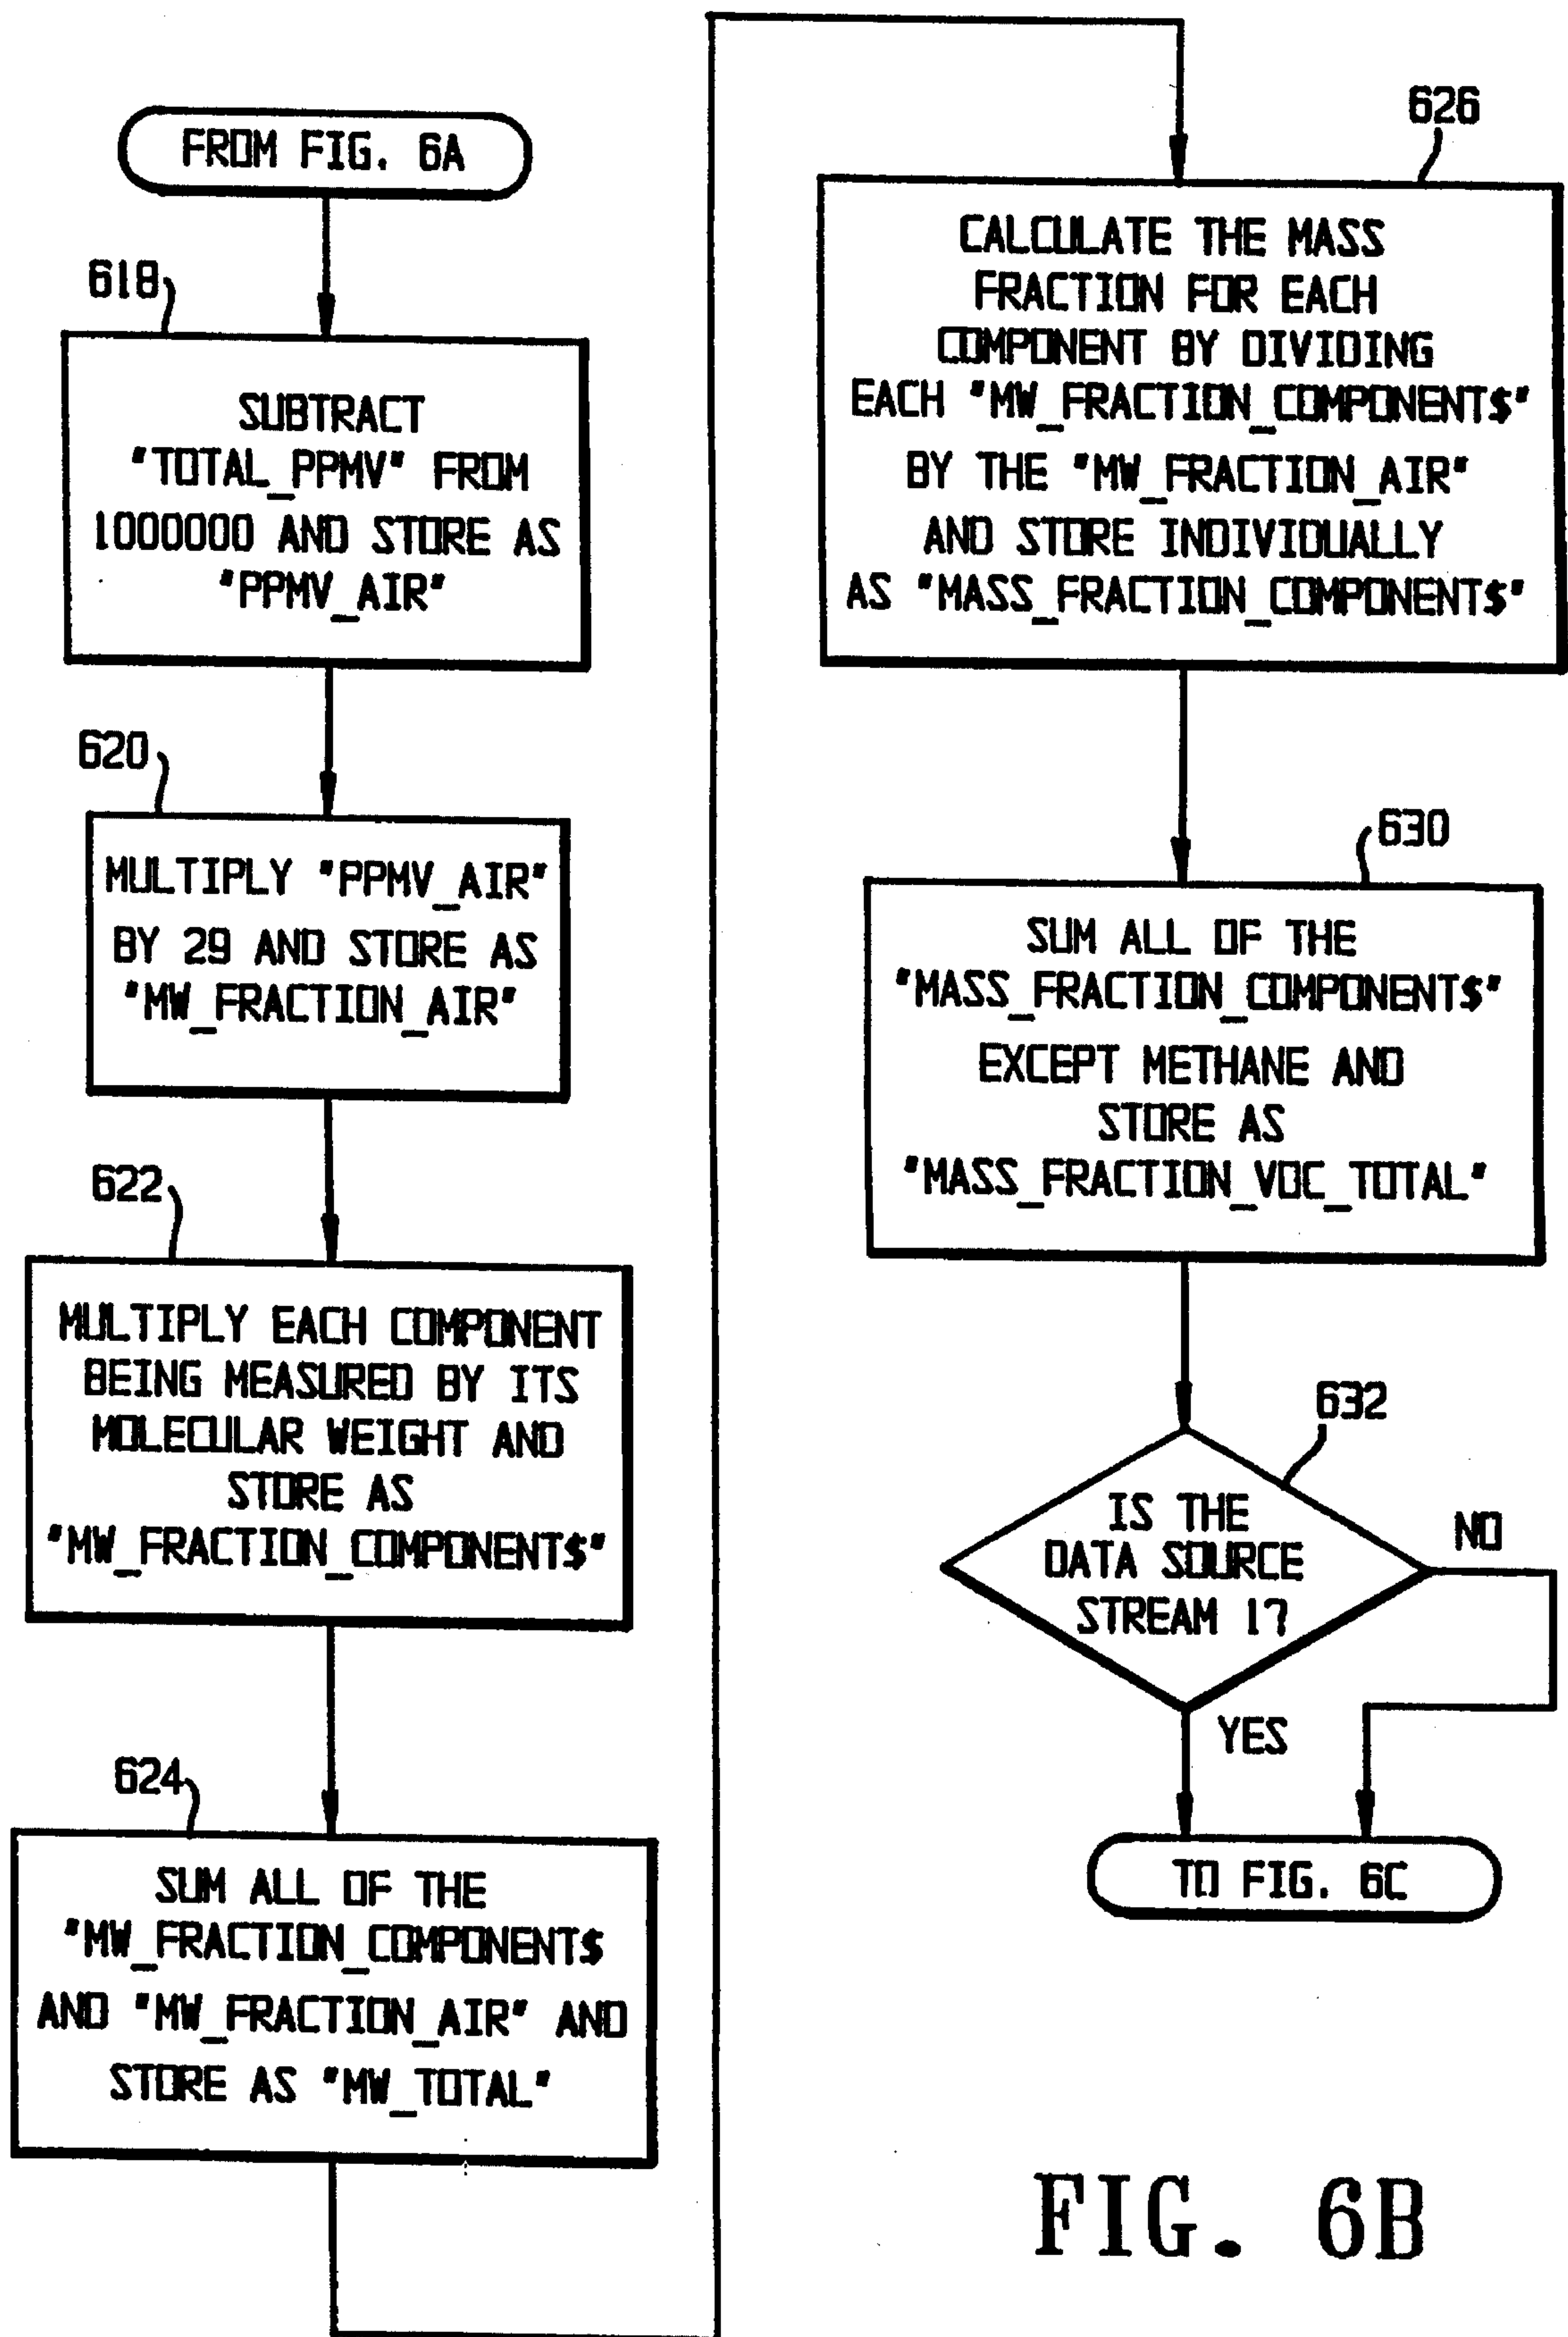 FROM FIG. 6A
618
SUBTRACT
"TOTAL_PPMV" FROM
1000000 AND STORE AS
"PPMV_AIR"
620
MULTIPLY "PPMV_AIR"
BY 29 AND STORE AS
"MW_FRACTION_AIR"
622
MULTIPLY EACH COMPONENT
BEING MEASURED BY ITS
MOLECULAR WEIGHT AND
STORE AS
"MW_FRACTION_COMPONENT$"
624
SUM ALL OF THE
"MW_FRACTION_COMPONENT$
AND "MW_FRACTION_AIR" AND
STORE AS "MW_TOTAL"
626
CALCULATE THE MASS
FRACTION FOR EACH
COMPONENT BY DIVIDING
EACH "MW_FRACTION_COMPONENT$"
BY THE "MW_FRACTION_AIR"
AND STORE INDIVIDUALLY
AS "MASS_FRACTION_COMPONENT$"
630
SUM ALL OF THE
"MASS_FRACTION_COMPONENT$"
EXCEPT METHANE AND
STORE AS
"MASS_FRACTION_VOC_TOTAL"
632
IS THE
DATA SOURCE
STREAM 1?
NO
YES
TO FIG. 6C
FIG. 6B